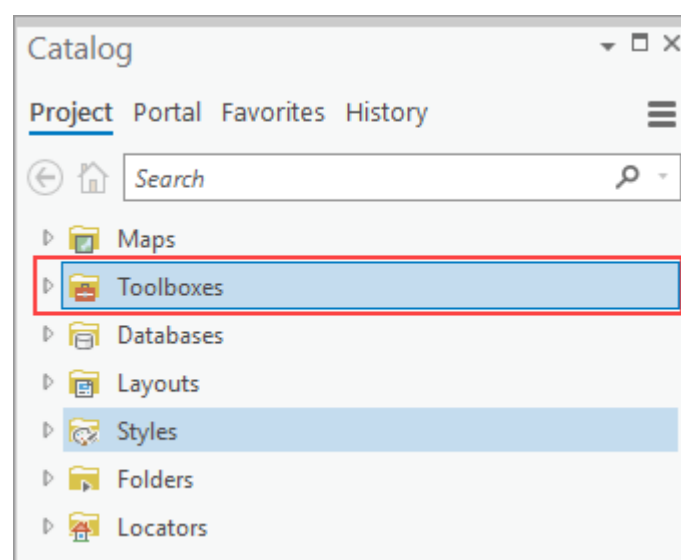 Catalog
Project Portal Favorites History
Search
Maps
Toolboxes
Databases
Layouts
Styles
Folders
Locators